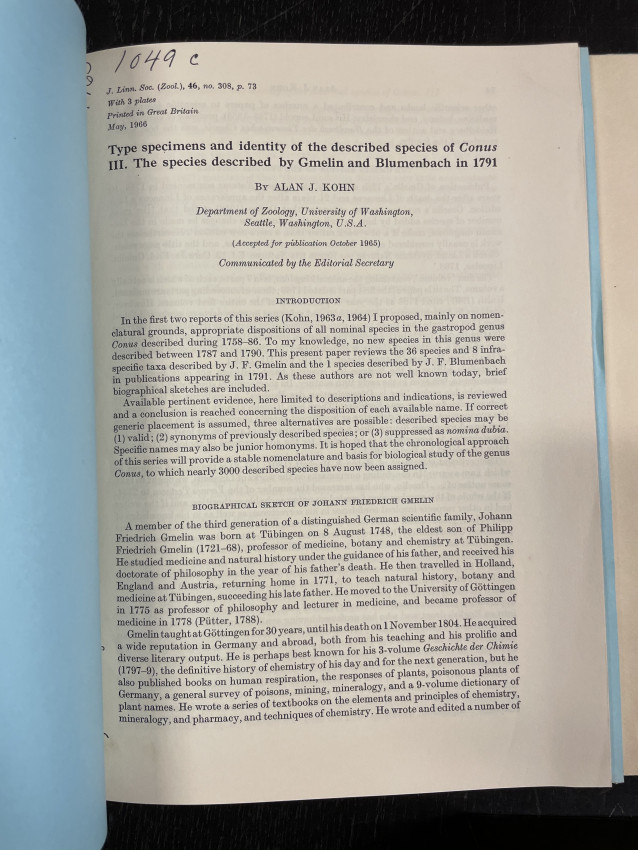 1049 c
J. Linn. Soc. (Zool.), 46, no. 308, p. 73
With 3 plates
Printed in Great Britain
May, 1966
Type specimens and identity of the described species of Conus
III. The species described by Gmelin and Blumenbach in 1791
BY ALAN J. KOHN
Department of Zoology, University of Washington,
Seattle, Washington, U.S.A.
(Accepted for publication October 1965)
Communicated by the Editorial Secretary
INTRODUCTION
In the first two reports of this series (Kohn, 1963a, 1964) I proposed, mainly on nomen-
clatural grounds, appropriate dispositions of all nominal species in the gastropod genus
Conus described during 1758–86. To my knowledge, no new species in this genus were
described between 1787 and 1790. This present paper reviews the 36 species and 8 infra-
specific taxa described by J. F. Gmelin and the 1 species described by J. F. Blumenbach
in publications appearing in 1791. As these authors are not well known today, brief
biographical sketches are included.
Available pertinent evidence, here limited to descriptions and indications, is reviewed
and a conclusion is reached concerning the disposition of each available name. If correct
generic placement is assumed, three alternatives are possible: described species may be
(1) valid; (2) synonyms of previously described species; or (3) suppressed as nomina dubia.
Specific names may also be junior homonyms. It is hoped that the chronological approach
of this series will provide a stable nomenclature and basis for biological study of the genus
Conus, to which nearly 3000 described species have now been assigned.
BIOGRAPHICAL SKETCH OF JOHANN FRIEDRICH GMELIN
A member of the third generation of a distinguished German scientific family, Johann
Friedrich Gmelin was born at Tübingen on 8 August 1748, the eldest son of Philipp
Friedrich Gmelin (1721–68), professor of medicine, botany and chemistry at Tübingen.
He studied medicine and natural history under the guidance of his father, and received his
doctorate of philosophy in the year of his father's death. He then travelled in Holland,
England and Austria, returning home in 1771, to teach natural history, botany and
medicine at Tübingen, succeeding his late father. He moved to the University of Göttingen
in 1775 as professor of philosophy and lecturer in medicine, and became professor of
medicine in 1778 (Pütter, 1788).
Gmelin taught at Göttingen for 30 years, until his death on 1 November 1804. He acquired
a wide reputation in Germany and abroad, both from his teaching and his prolific and
diverse literary output. He is perhaps best known for his 3-volume Geschichte der Chimie
(1797–9), the definitive history of chemistry of his day and for the next generation, but he
also published books on human respiration, the responses of plants, poisonous plants of
Germany, a general survey of poisons, mining, mineralogy, and a 9-volume dictionary of
plant names. He wrote a series of textbooks on the elements and principles of chemistry,
mineralogy, and pharmacy, and techniques of chemistry. He wrote and edited a number of